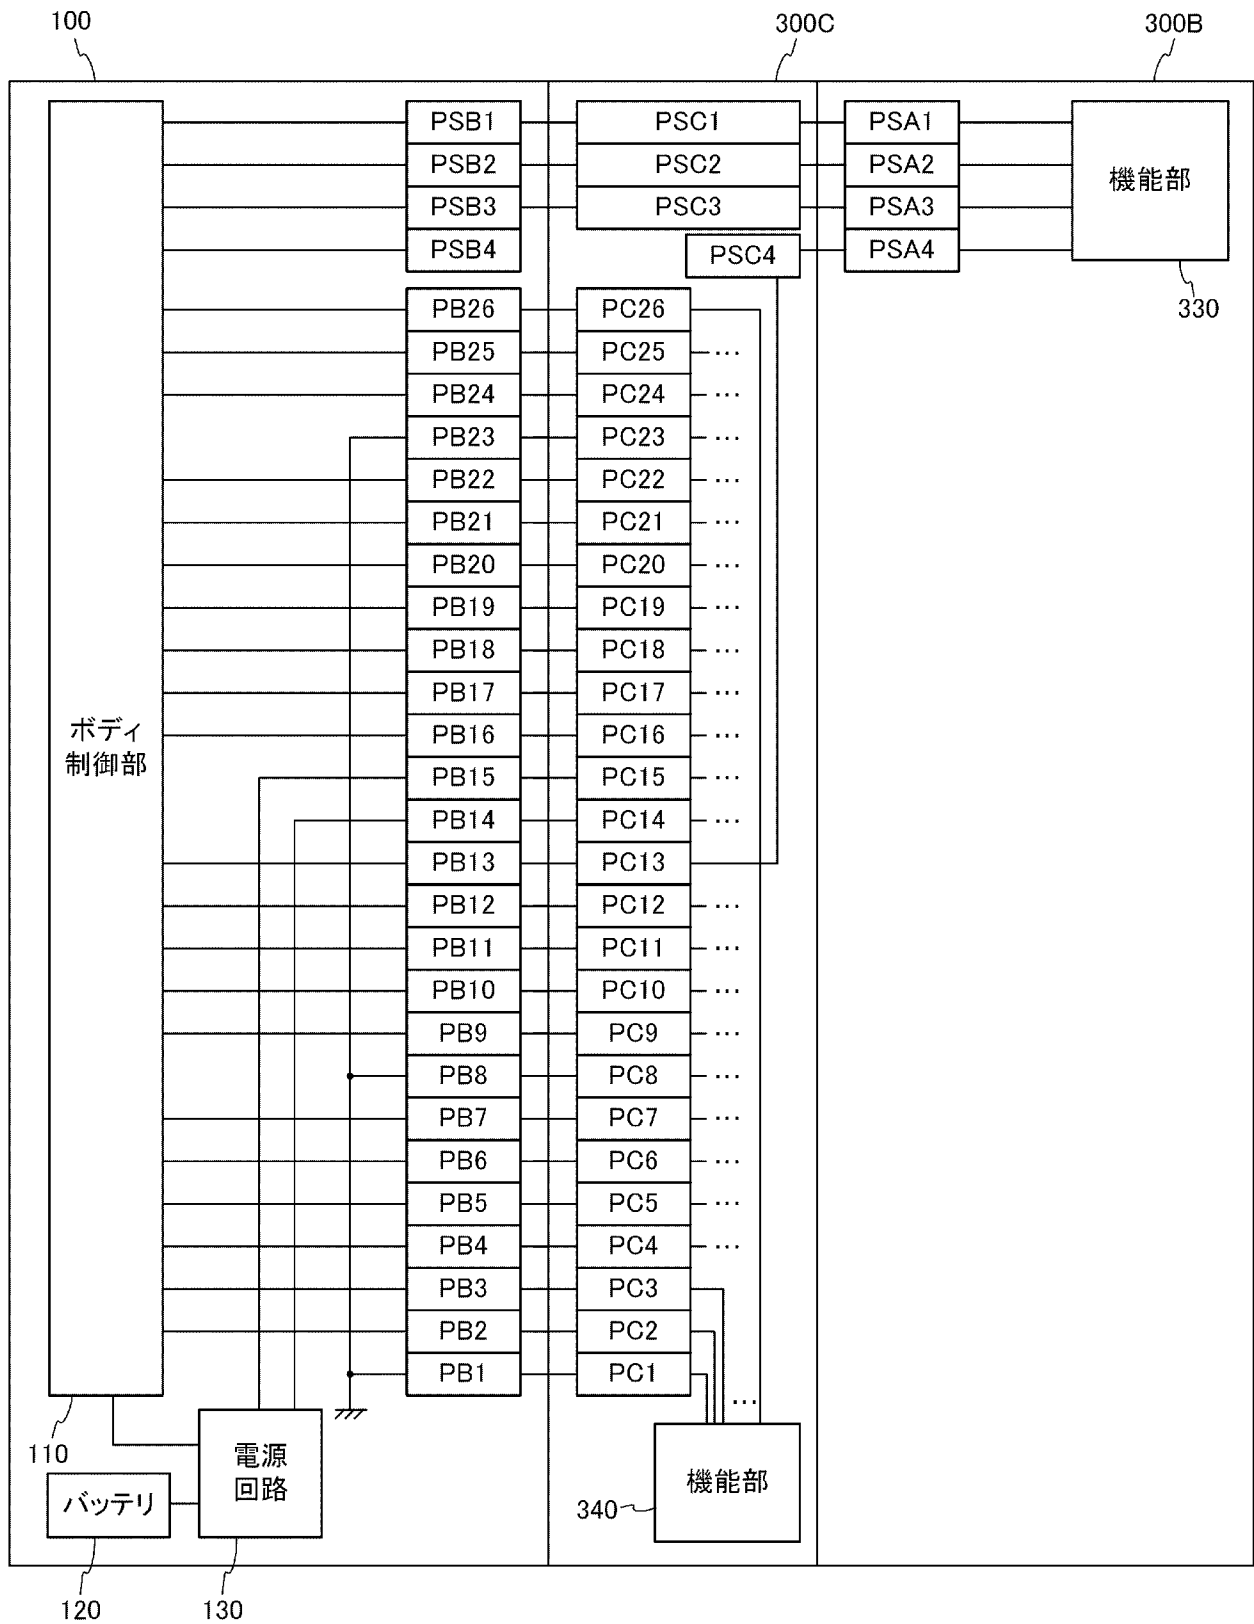 100
300C
300B
PSB1
PSC1
PSA1
PSB2
PSC2
PSA2
PSB3
PSC3
PSA3
PSB4
PSC4
PSA4
機能部
330
PB26
PC26
PB25
PC25
...
PB24
PC24
...
PB23
PC23
...
PB22
PC22
...
PB21
PC21
...
PB20
PC20
...
PB19
PC19
...
PB18
PC18
...
PB17
PC17
...
PB16
PC16
...
ボディ
制御部
PB15
PC15
...
PB14
PC14
...
PB13
PC13
PB12
PC12
...
PB11
PC11
...
PB10
PC10
...
PB9
PC9
...
PB8
PC8
...
PB7
PC7
...
PB6
PC6
...
PB5
PC5
...
PB4
PC4
...
PB3
PC3
PB2
PC2
PB1
PC1
...
110
電源
回路
バッテリ
機能部
340
120
130